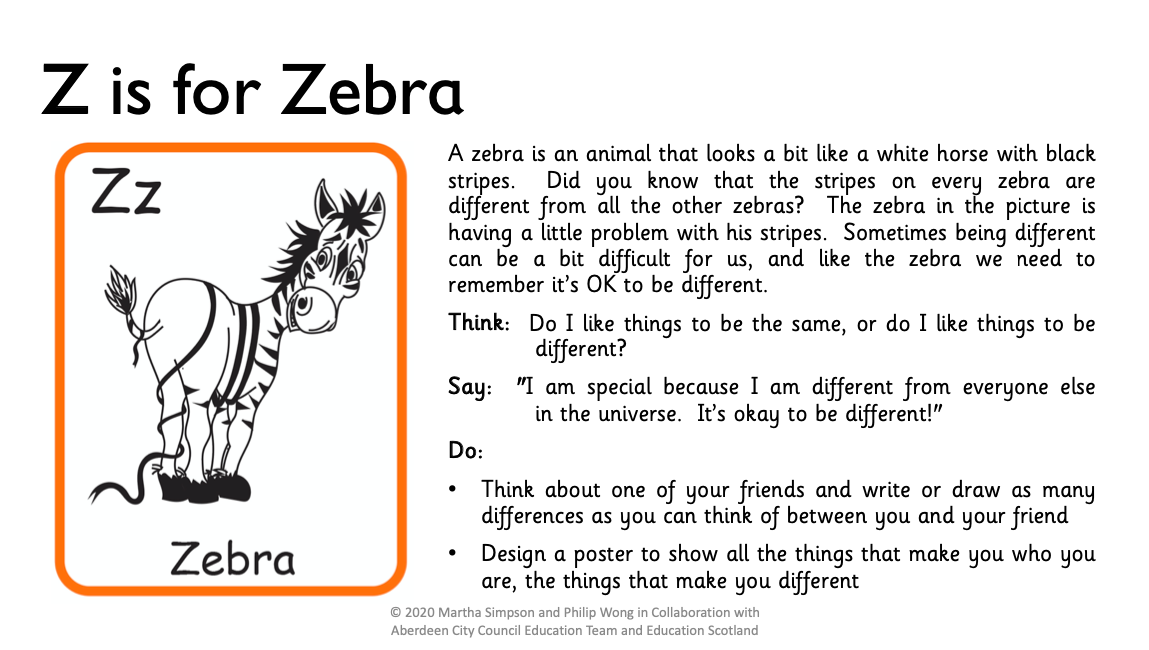 Z is for Zebra
Zz
Zebra
A zebra is an animal that looks a bit like a white horse with black
stripes. Did you know that the stripes on every zebra are
different from all the other zebras? The zebra in the picture is
having a little problem with his stripes. Sometimes being different
can be a bit difficult for us, and like the zebra we need to
remember it's OK to be different.
Think: Do I like things to be the same, or do I like things to be
different?
Say: "I am special because I am different from everyone else
in the universe. It's okay to be different!"
Do:
• Think about one of your friends and write or draw as many
differences as you can think of between you and your friend
• Design a poster to show all the things that make you who you
are, the things that make you different
© 2020 Martha Simpson and Philip Wong in Collaboration with
Aberdeen City Council Education Team and Education Scotland